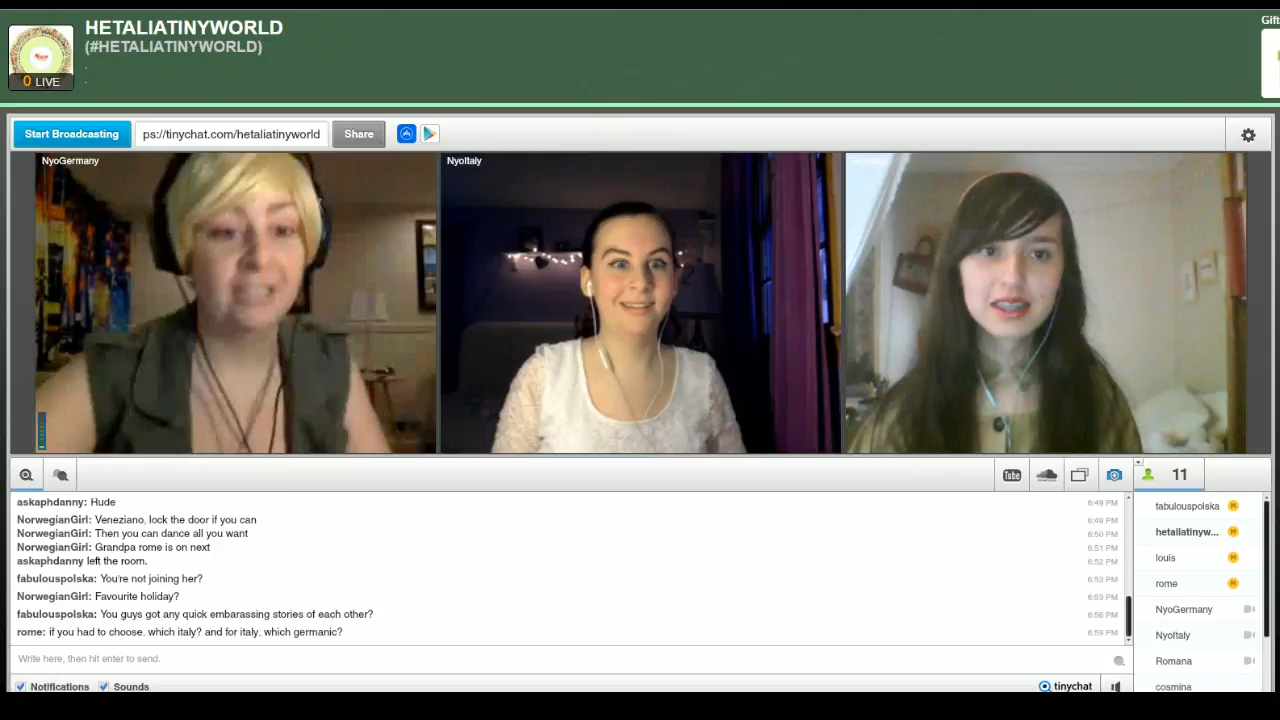 HETALIATINYWORLD
(#HETALIATINYWORLD)
0 LIVE
Gift
Start Broadcasting
ps://tinychat.com/hetaliatinyworld
Share
NyoGermany
NyoItaly
Romana
You Tube
11
askaphdanny: Rude
6:49 PM
NorwegianGirl: Veneziano, lock the door if you can
6:49 PM
NorwegianGirl: Then you can dance all you want
6:50 PM
NorwegianGirl: Grandpa rome is on next
6:51 PM
askaphdanny left the room.
6:52 PM
fabulouspolska: You're not joining her?
6:53 PM
NorwegianGirl: Favourite holiday?
6:53 PM
fabulouspolska: You guys got any quick embarassing stories of each other?
6:56 PM
rome: if you had to choose, which italy? and for italy, which germanic?
6:59 PM
fabulouspolska
hetaliatinyw...
louis
rome
NyoGermany
NyoItaly
Romana
cosmina
Write here, then hit enter to send.
Notifications
Sounds
tinychat